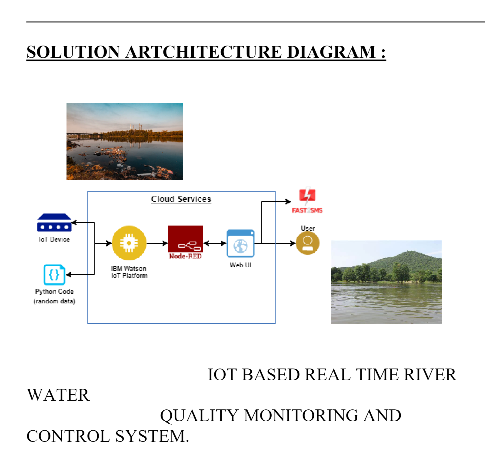 SOLUTION ARTCHITECTURE DIAGRAM :
Cloud Services
FAST2SMS
IoT Device
IBM Watson
IoT Platform
Node-RED
Web UI
User
Python Code
(random data)
IOT BASED REAL TIME RIVER
WATER
QUALITY MONITORING AND
CONTROL SYSTEM.